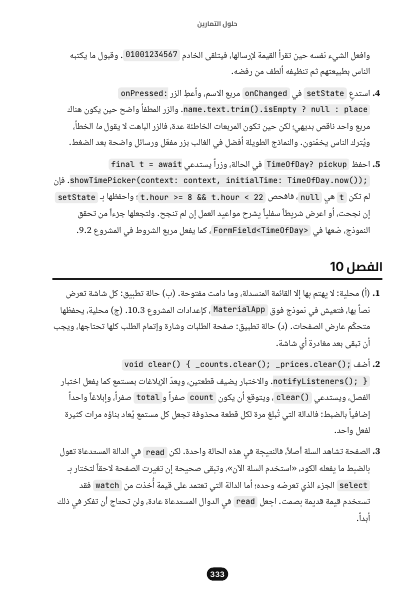 حلول التمارين
وافعل الشيء نفسه حين تقرأ القيمة لإرسالها، فيتلقى الخادم 01001234567. وقبول ما يكتبه
الناس بطبيعتهم ثم تنظيفه ألطف من رفضه.
4. استدعِ setState في onChanged مربع الاسم، وأعطِ الزر onPressed:
name.text.trim().isEmpty ? null : place. والزر المطفأ واضح حين يكون هناك
مربع واحد ناقص بديهي؛ لكن حين تكون المربعات الخاطئة عدة، فالزر الباهت لا يقول ما الخطأ،
ويُترك الناس يخمّنون. والنماذج الطويلة أفضل في الغالب بزر مفعّل ورسائل واضحة بعد الضغط.
5. احفظ TimeOfDay? pickup في الحالة، وزراً يستدعي final t = await
showTimePicker(context: context, initialTime: TimeOfDay.now());. فإن
لم تكن t هي null، فافحص t.hour >= 8 && t.hour < 22؛ واحفظها بـ setState
إن نجحت، أو اعرض شريطاً سفلياً يشرح مواعيد العمل إن لم تنجح. ولتجعلها جزءاً من تحقق
النموذج، ضعها في FormField<TimeOfDay>، كما يفعل مربع الشروط في المشروع 9.2.
الفصل 10
1. (أ) محلية: لا يهتم بها إلا القائمة المنسدلة، وما دامت مفتوحة. (ب) حالة تطبيق: كل شاشة تعرض
نصاً بها، فتعيش في نموذج فوق MaterialApp، كإعدادات المشروع 10.3. (ج) محلية، يحفظها
متحكّم عارض الصفحات. (د) حالة تطبيق: صفحة الطلبات وشارة وإتمام الطلب كلها تحتاجها، ويجب
أن تبقى بعد مغادرة أي شاشة.
2. أضف void clear() { _counts.clear(); _prices.clear();
notifyListeners(); }. والاختبار يضيف قطعتين، ويعدّ الإبلاغات بمستمع كما يفعل اختبار
الفصل، ويستدعي clear()، ويتوقع أن يكون count صفراً و total صفراً، وإبلاغاً واحداً
إضافياً بالضبط: فالدالة التي تُبلغ مرة لكل قطعة محذوفة تجعل كل مستمع يُعاد بناؤه مرات كثيرة
لفعل واحد.
3. الصفحة تشاهد السلة أصلاً، فالنتيجة في هذه الحالة واحدة. لكن read في الدالة المستدعاة تقول
بالضبط ما يفعله الكود، «استخدم السلة الآن»، وتبقى صحيحة إن تغيرت الصفحة لاحقاً لتختار بـ
select الجزء الذي تعرضه وحده؛ أما الدالة التي تعتمد على قيمة أُخذت من watch فقد
تستخدم قيمة قديمة بصمت. اجعل read في الدوال المستدعاة عادة، ولن تحتاج أن تفكر في ذلك
أبداً.
333